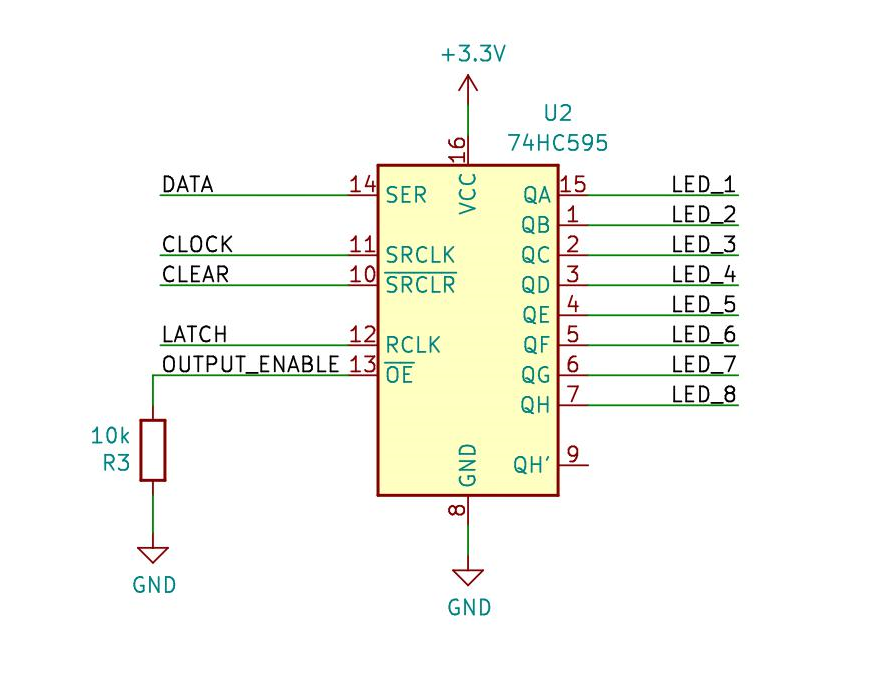 +3.3V
U2
74HC595
16
VCC
DATA
14
SER
CLOCK
11
SRCLK
CLEAR
10
SRCLR
LATCH
12
RCLK
OUTPUT_ENABLE
13
OE
QA
15
LED_1
QB
1
LED_2
QC
2
LED_3
QD
3
LED_4
QE
4
LED_5
QF
5
LED_6
QG
6
LED_7
QH
7
LED_8
QH'
9
GND
8
GND
10k
R3
GND